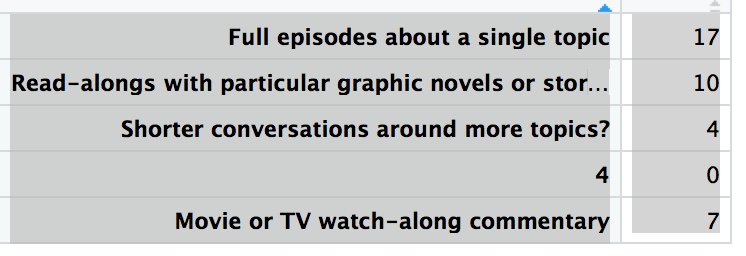 Full episodes about a single topic 17
Read-alongs with particular graphic novels or stor... 10
Shorter conversations around more topics? 4
4 0
Movie or TV watch-along commentary 7